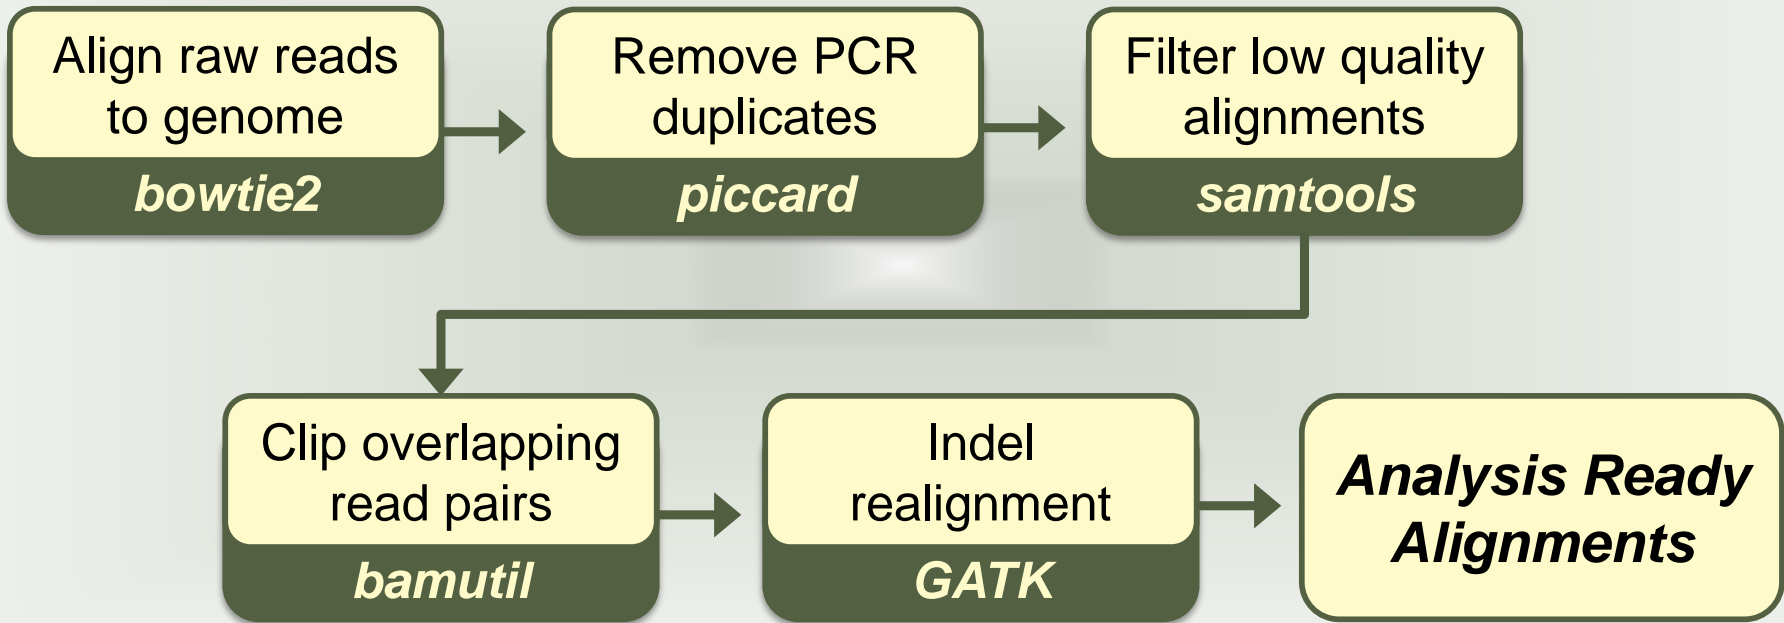 Align raw reads
to genome
bowtie2
Remove PCR
duplicates
piccard
Filter low quality
alignments
samtools
Clip overlapping
read pairs
bamutil
Indel
realignment
GATK
Analysis Ready
Alignments